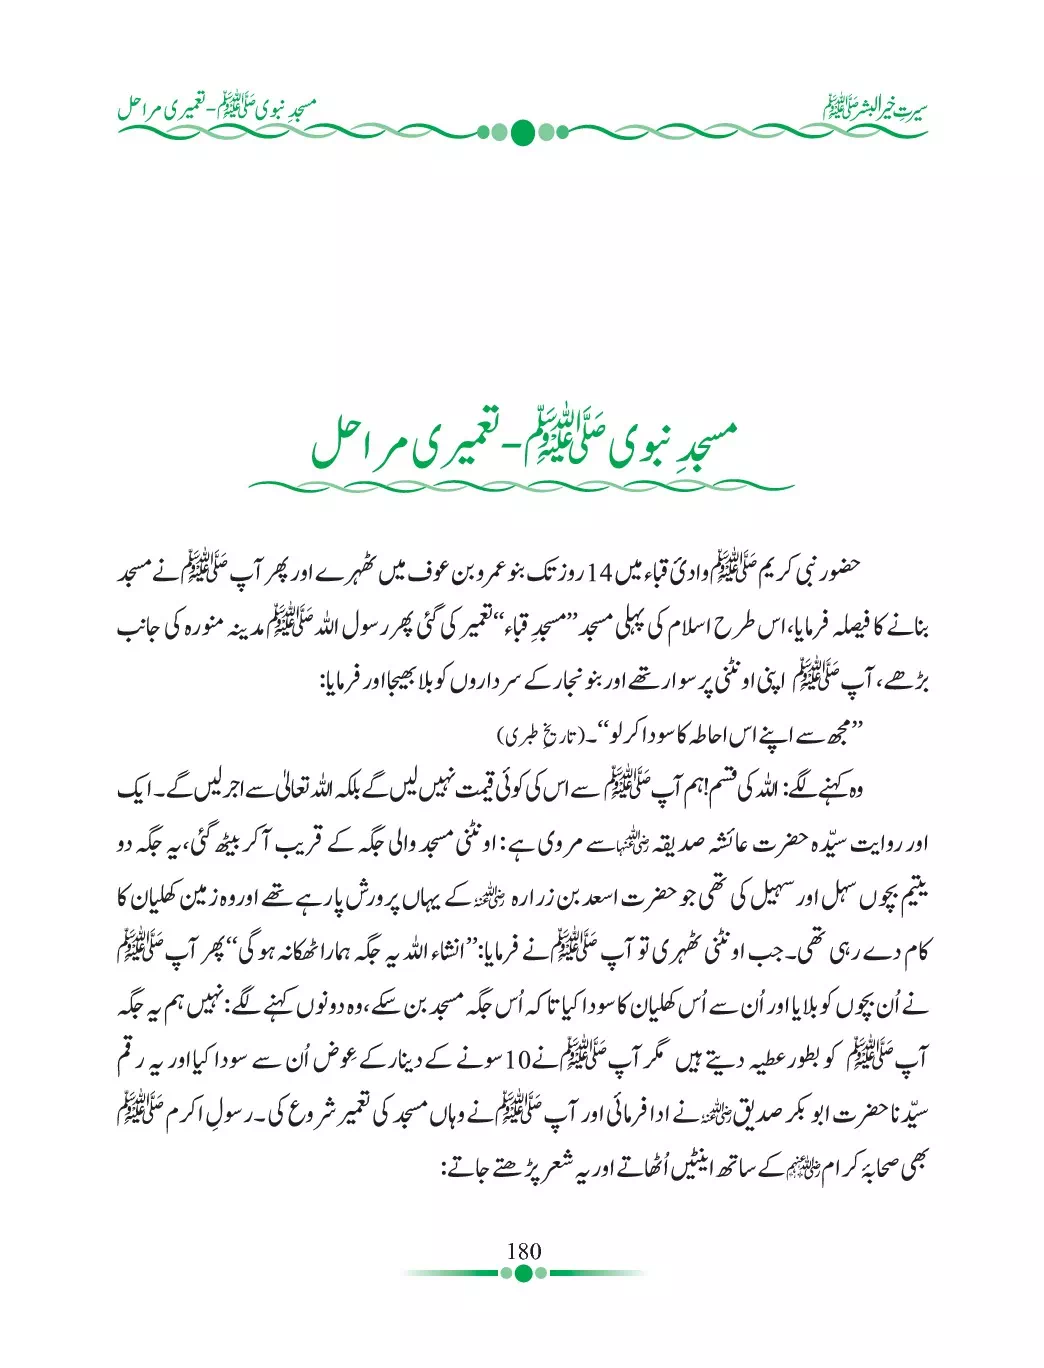 سیرتِ خیرالبشر ﷺ
مسجدِ نبوی ﷺ - تعمیری مراحل
مسجدِ نبوی ﷺ - تعمیری مراحل
حضور نبی کریم ﷺ وادیٔ قباء میں 14 روز تک بنو عمرو بن عوف میں ٹھہرے اور پھر آپ ﷺ نے مسجد
بنانے کا فیصلہ فرمایا، اس طرح اسلام کی پہلی مسجد ”مسجدِ قباء“ تعمیر کی گئی پھر رسول اللہ ﷺ مدینہ منورہ کی جانب
بڑھے، آپ ﷺ اپنی اونٹنی پر سوار تھے اور بنو نجار کے سرداروں کو بلا بھیجا اور فرمایا:
”مجھ سے اپنے اس احاطہ کا سودا کر لو“۔ (تاریخِ طبری)
وہ کہنے لگے: اللہ کی قسم! ہم آپ ﷺ سے اس کی کوئی قیمت نہیں لیں گے بلکہ اللہ تعالیٰ سے اجر لیں گے۔ ایک
اور روایت سیّدہ حضرت عائشہ صدیقہ رضی اللہ عنہا سے مروی ہے: اونٹنی مسجد والی جگہ کے قریب آ کر بیٹھ گئی، یہ جگہ دو
یتیم بچوں سہل اور سہیل کی تھی جو حضرت اسعد بن زرارہ رضی اللہ عنہ کے یہاں پرورش پا رہے تھے اور وہ زمین کھلیان کا
کام دے رہی تھی۔ جب اونٹنی ٹھہری تو آپ ﷺ نے فرمایا: ”انشاء اللہ یہ جگہ ہمارا ٹھکانہ ہو گی“ پھر آپ ﷺ
نے اُن بچوں کو بلایا اور اُن سے اُس کھلیان کا سودا کیا تا کہ اُس جگہ مسجد بن سکے، وہ دونوں کہنے لگے: نہیں ہم یہ جگہ
آپ ﷺ کو بطور عطیہ دیتے ہیں مگر آپ ﷺ نے 10 سونے کے دینار کے عِوض اُن سے سودا کیا اور یہ رقم
سیّدنا حضرت ابو بکر صدیق رضی اللہ عنہ نے ادا فرمائی اور آپ ﷺ نے وہاں مسجد کی تعمیر شروع کی۔ رسولِ اکرم ﷺ
بھی صحابۂ کرام رضی اللہ عنہم کے ساتھ اینٹیں اُٹھاتے اور یہ شعر پڑھتے جاتے:
180